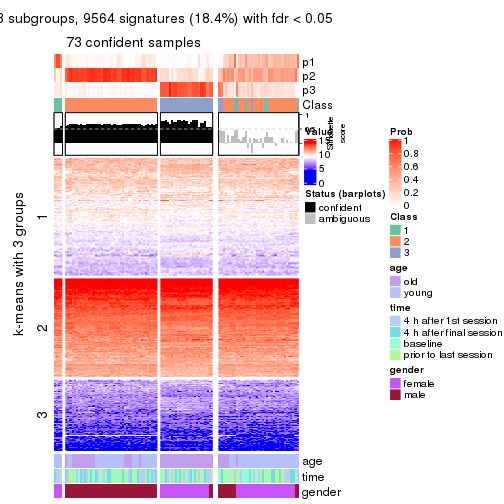 3 subgroups, 9564 signatures (18.4%) with fdr < 0.05
73 confident samples
p1
p2
p3
Class
1
score
Value
15
10
5
0
Status (barplots)
confident
ambiguous
Prob
1
0.8
0.6
0.4
0.2
0
Class
1
2
3
age
old
young
time
4 h after 1st session
4 h after final session
baseline
prior to last session
gender
female
male
k-means with 3 groups
1
2
3
age
time
gender